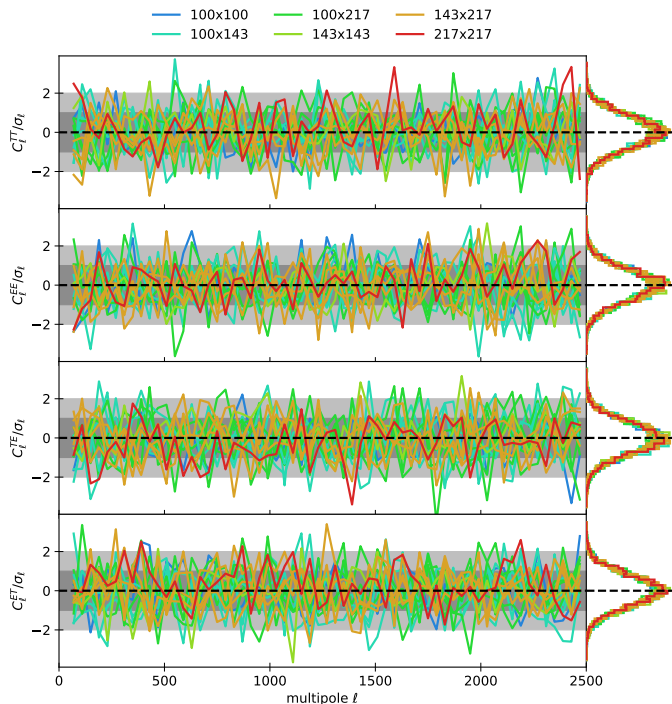 100x100 100x217 143x217
100x143 143x143 217x217
C_ℓ^{TT}/σ_ℓ
2
0
−2
C_ℓ^{EE}/σ_ℓ
2
0
−2
C_ℓ^{TE}/σ_ℓ
2
0
−2
C_ℓ^{ET}/σ_ℓ
2
0
−2
0 500 1000 1500 2000 2500
multipole ℓ